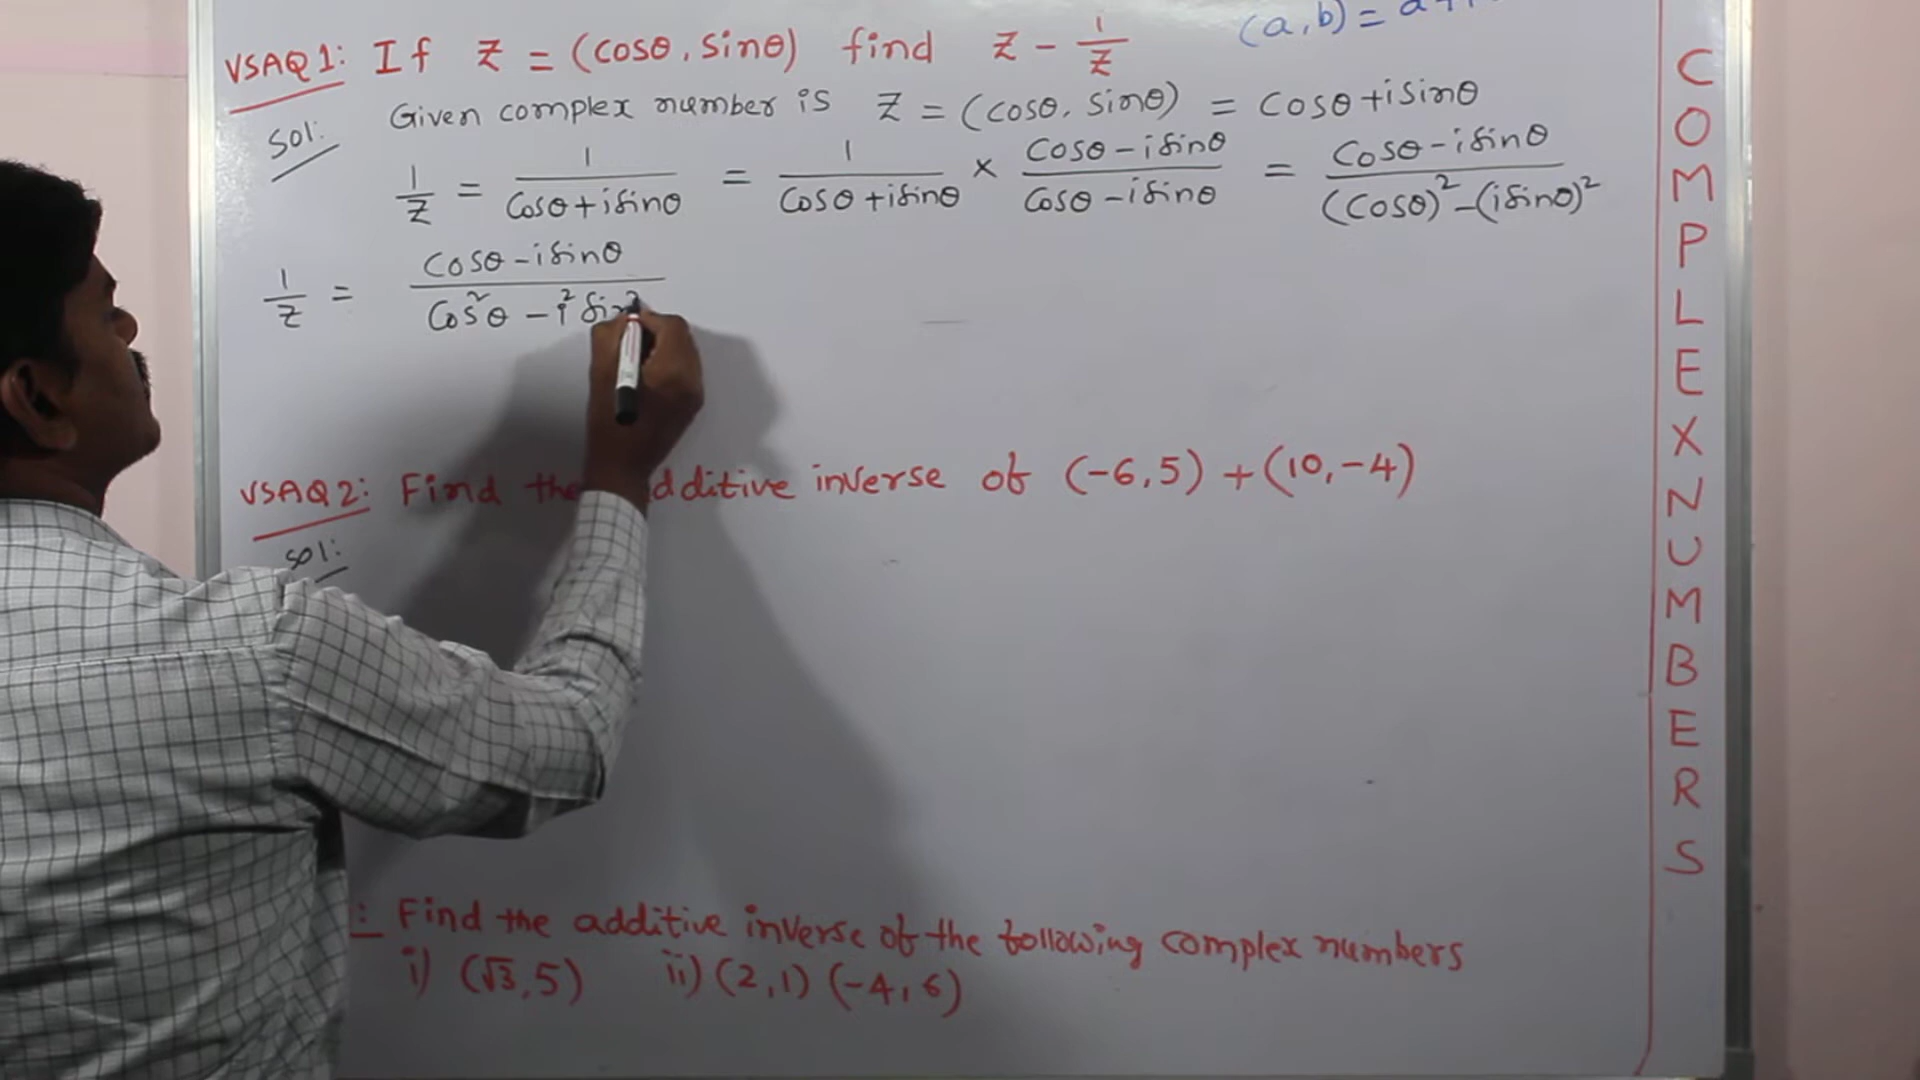 (a,b) =
VSAQ1: If z = (cosθ, sinθ) find z - 1/z
Sol: Given complex number is z = (cosθ, sinθ) = cosθ+isinθ
1/z = 1/(cosθ+isinθ) = 1/(cosθ+isinθ) × (cosθ-isinθ)/(cosθ-isinθ) = (cosθ-isinθ)/((cosθ)²-(isinθ)²)
1/z = (cosθ-isinθ)/(cos²θ-i²sin²
VSAQ2: Find the additive inverse of (-6,5)+(10,-4)
Sol:
: Find the additive inverse of the following complex numbers
i) (√3,5) ii) (2,1) (-4,6)
COMPLEX NUMBERS